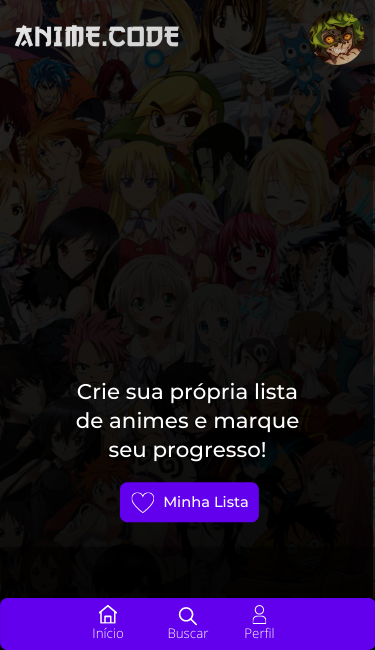 ANIME.CODE
Crie sua própria lista
de animes e marque
seu progresso!
Minha Lista
Início
Buscar
Perfil